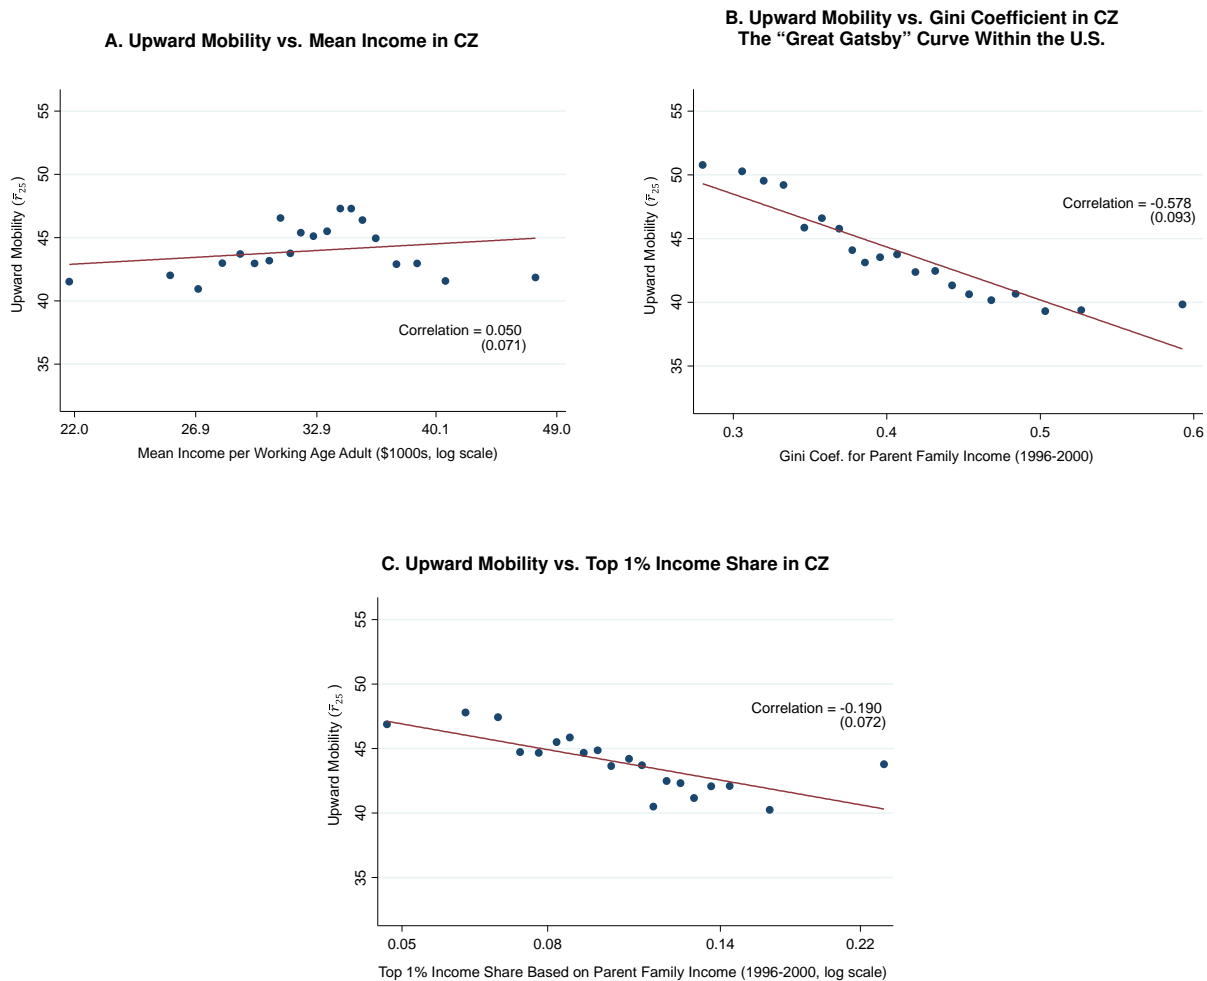 A. Upward Mobility vs. Mean Income in CZ
55
50
45
40
35
Upward Mobility (r̅₂₅)
Correlation = 0.050
(0.071)
22.0 26.9 32.9 40.1 49.0
Mean Income per Working Age Adult ($1000s, log scale)
B. Upward Mobility vs. Gini Coefficient in CZ
The “Great Gatsby” Curve Within the U.S.
55
50
45
40
35
Upward Mobility (r̅₂₅)
Correlation = -0.578
(0.093)
0.3 0.4 0.5 0.6
Gini Coef. for Parent Family Income (1996-2000)
C. Upward Mobility vs. Top 1% Income Share in CZ
55
50
45
40
35
Upward Mobility (r̅₂₅)
Correlation = -0.190
(0.072)
0.05 0.08 0.14 0.22
Top 1% Income Share Based on Parent Family Income (1996-2000, log scale)